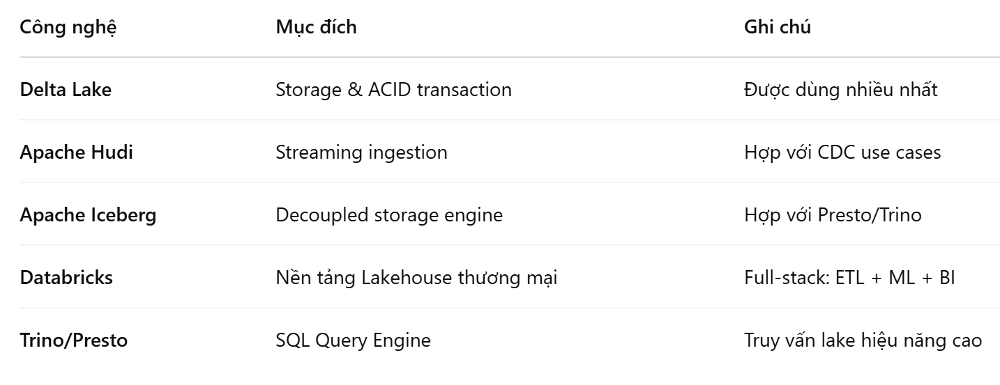 Công nghệ Mục đích Ghi chú
Delta Lake Storage & ACID transaction Được dùng nhiều nhất
Apache Hudi Streaming ingestion Hợp với CDC use cases
Apache Iceberg Decoupled storage engine Hợp với Presto/Trino
Databricks Nền tảng Lakehouse thương mại Full-stack: ETL + ML + BI
Trino/Presto SQL Query Engine Truy vấn lake hiệu năng cao